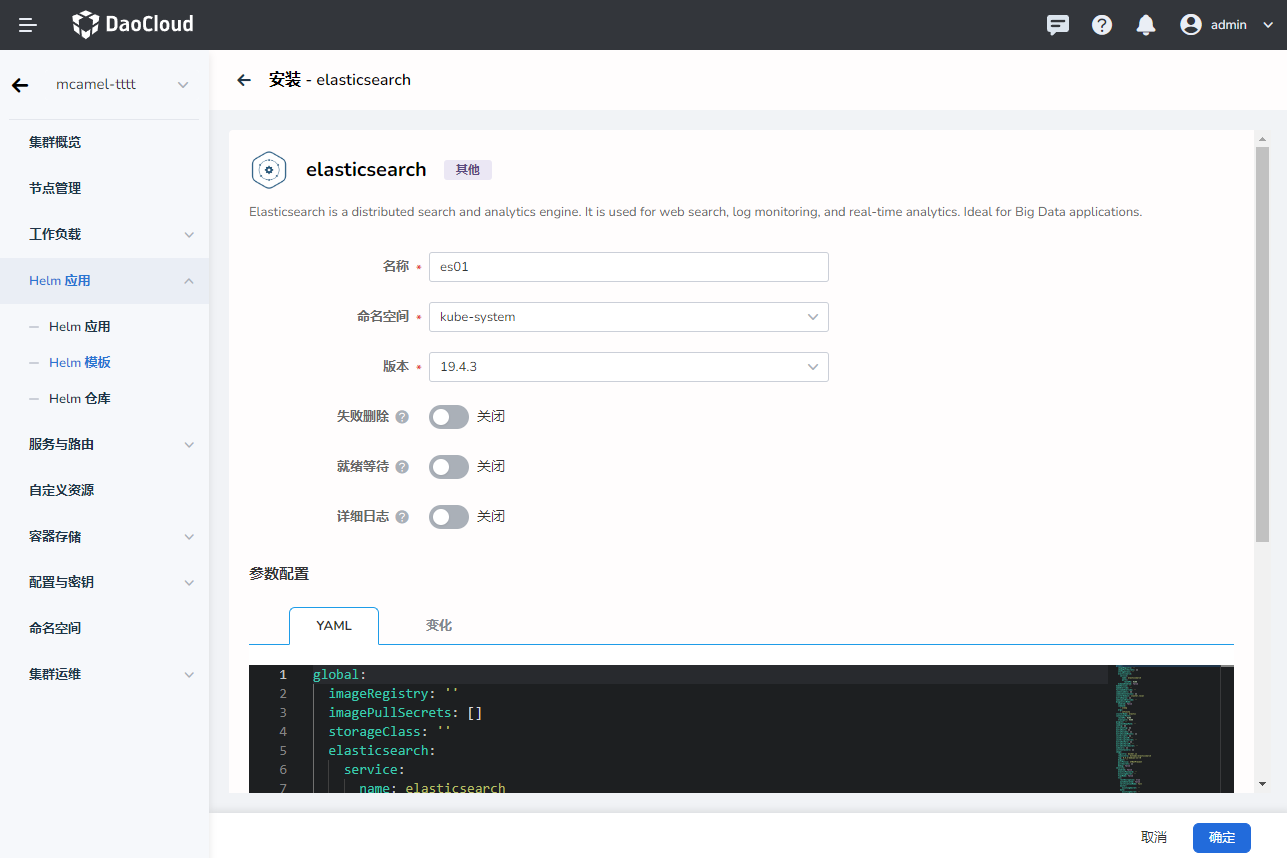 DaoCloud
admin
mcamel-tttt
集群概览
节点管理
工作负载
Helm 应用
Helm 应用
Helm 模板
Helm 仓库
服务与路由
自定义资源
容器存储
配置与密钥
命名空间
集群运维
安装 - elasticsearch
elasticsearch 其他
Elasticsearch is a distributed search and analytics engine. It is used for web search, log monitoring, and real-time analytics. Ideal for Big Data applications.
名称 * es01
命名空间 * kube-system
版本 * 19.4.3
失败删除 ? 关闭
就绪等待 ? 关闭
详细日志 ? 关闭
参数配置
YAML 变化
1 global:
2 imageRegistry: ''
3 imagePullSecrets: []
4 storageClass: ''
5 elasticsearch:
6 service:
7 name: elasticsearch
取消 确定